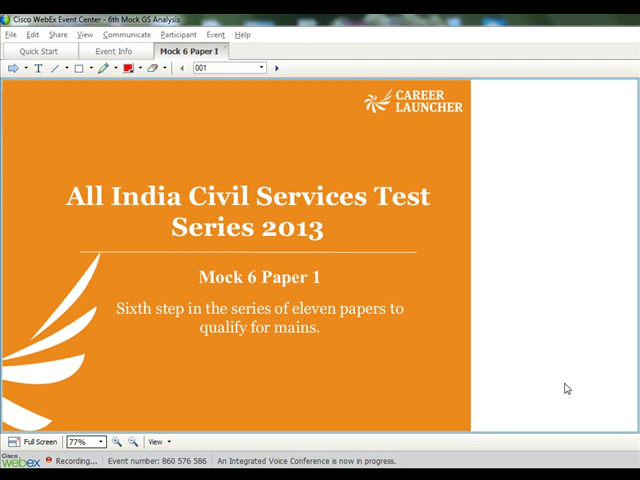 Cisco WebEx Event Center - 6th Mock GS Analysis
File Edit Share View Communicate Participant Event Help
Quick Start Event Info Mock 6 Paper I
T 001
CAREER
LAUNCHER
All India Civil Services Test
Series 2013
Mock 6 Paper 1
Sixth step in the series of eleven papers to
qualify for mains.
Full Screen 77% View
Cisco
webex Recording... Event number: 860 576 586 An Integrated Voice Conference is now in progress.